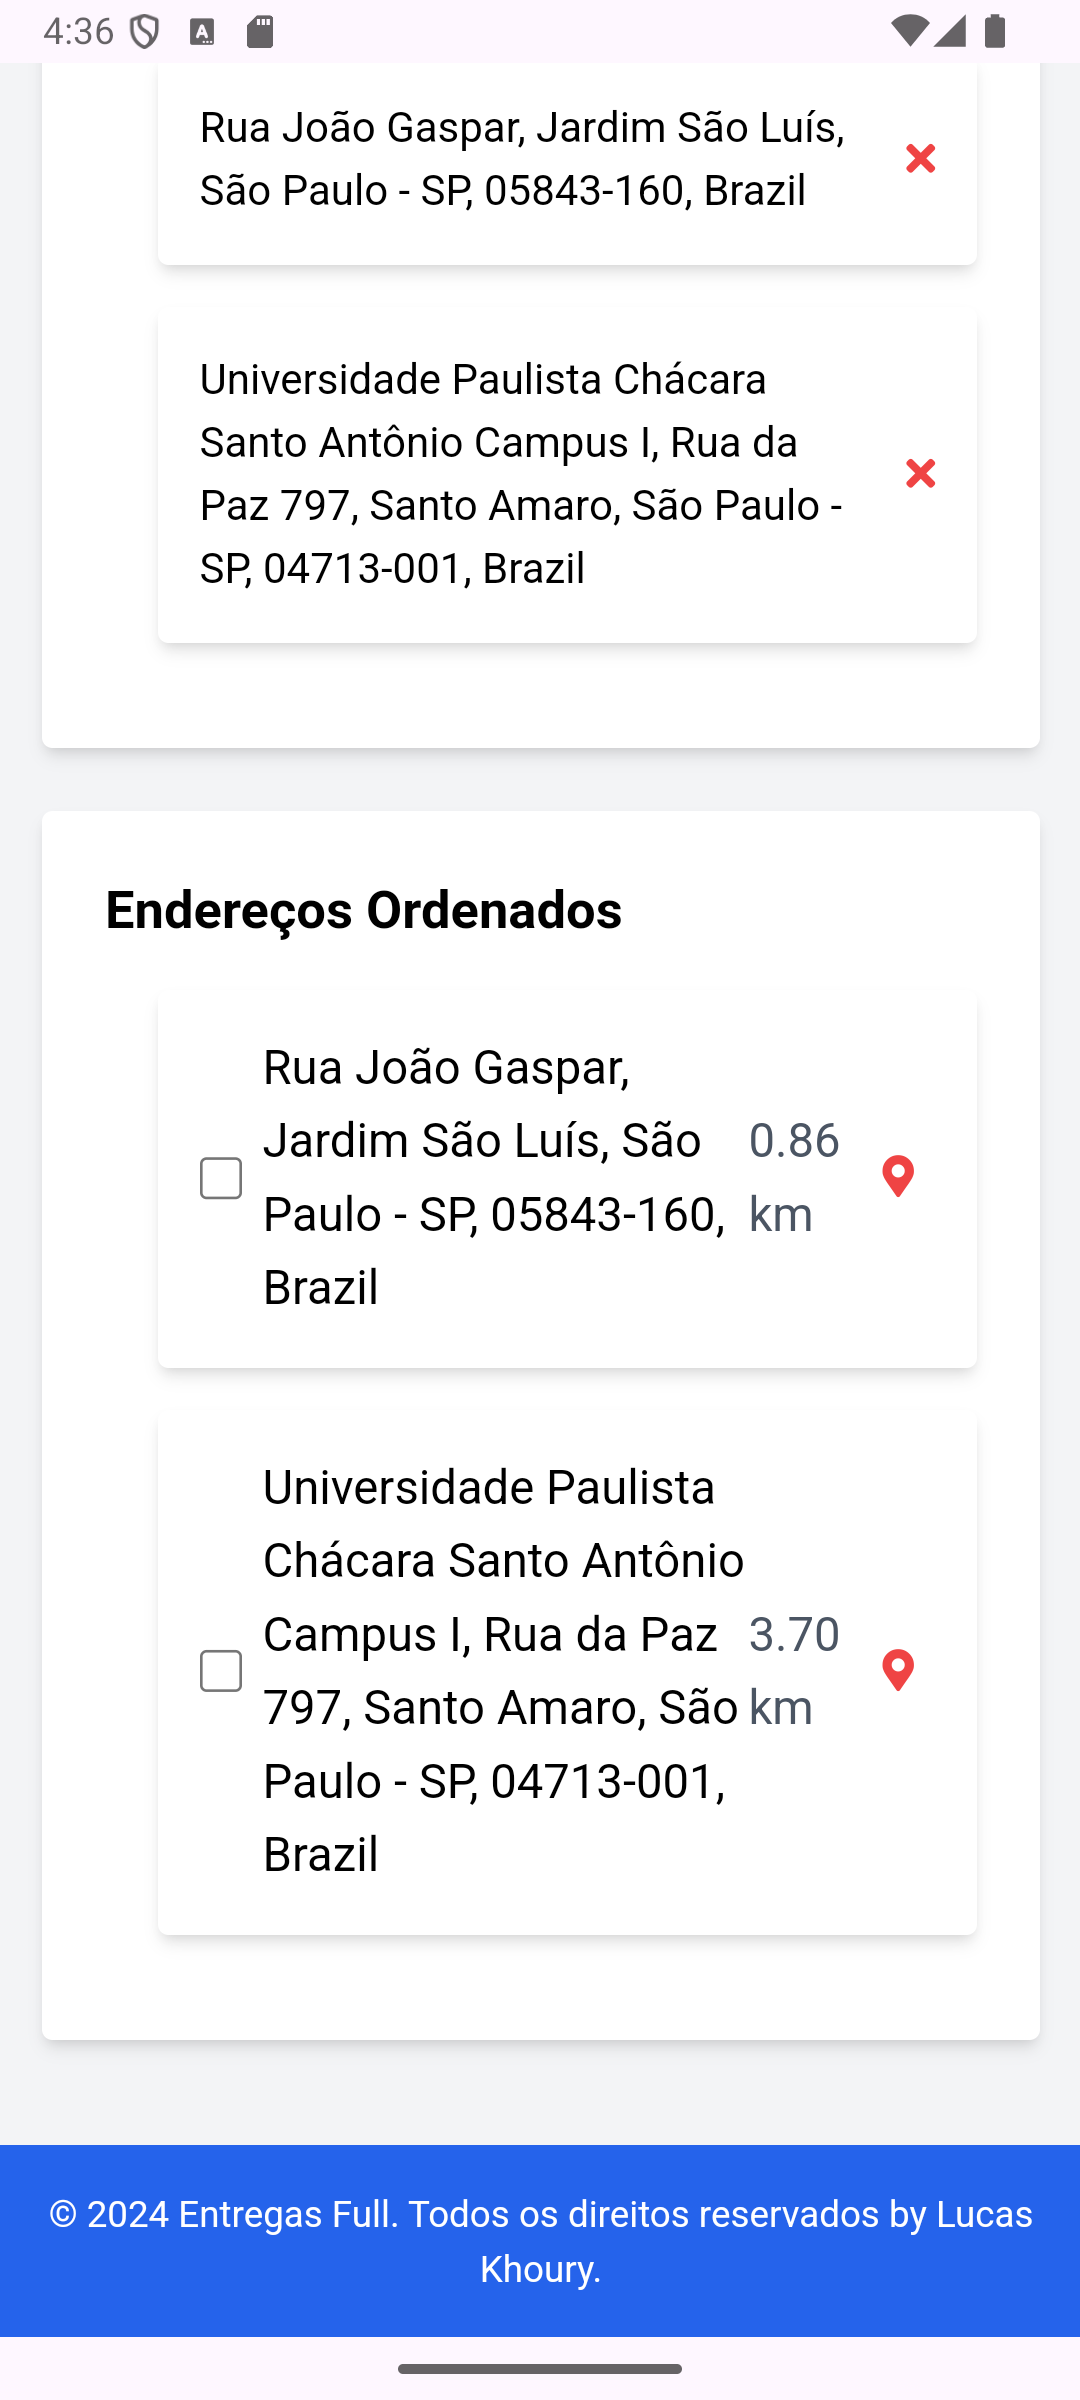 4:36
Rua João Gaspar, Jardim São Luís,
São Paulo - SP, 05843-160, Brazil
Universidade Paulista Chácara
Santo Antônio Campus I, Rua da
Paz 797, Santo Amaro, São Paulo -
SP, 04713-001, Brazil
Endereços Ordenados
Rua João Gaspar,
Jardim São Luís, São
Paulo - SP, 05843-160,
Brazil
0.86
km
Universidade Paulista
Chácara Santo Antônio
Campus I, Rua da Paz
797, Santo Amaro, São
Paulo - SP, 04713-001,
Brazil
3.70
km
© 2024 Entregas Full. Todos os direitos reservados by Lucas
Khoury.